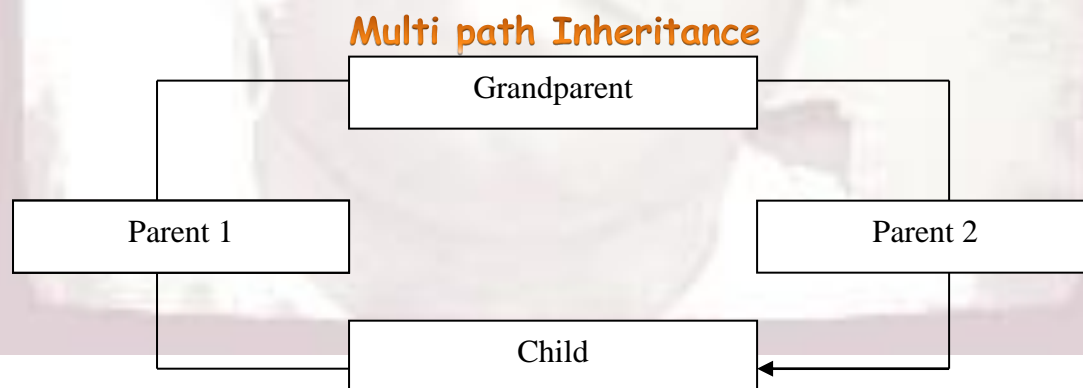 Multi path Inheritance
Grandparent
Parent 1
Parent 2
Child